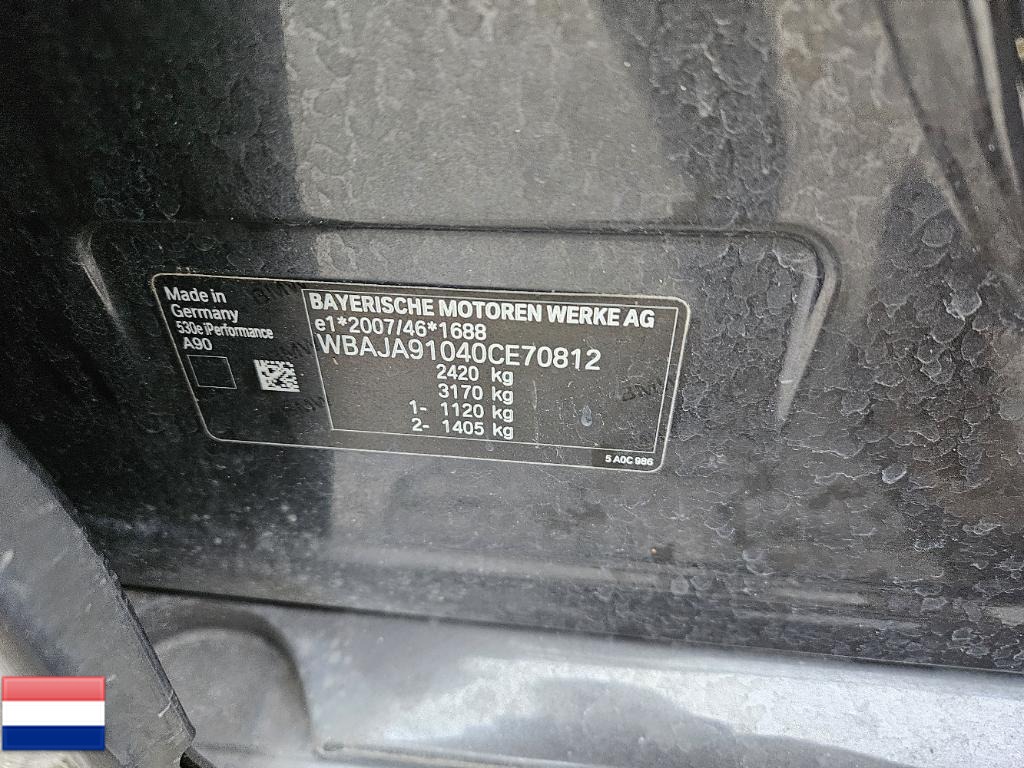 Made in
Germany
530e iPerformance
A90
BAYERISCHE MOTOREN WERKE AG
e1*2007/46*1688
WBAJA91040CE70812
2420 kg
3170 kg
1- 1120 kg
2- 1405 kg
5 A0C 986